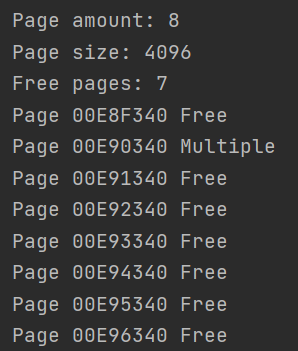 Page amount: 8
Page size: 4096
Free pages: 7
Page 00E8F340 Free
Page 00E90340 Multiple
Page 00E91340 Free
Page 00E92340 Free
Page 00E93340 Free
Page 00E94340 Free
Page 00E95340 Free
Page 00E96340 Free